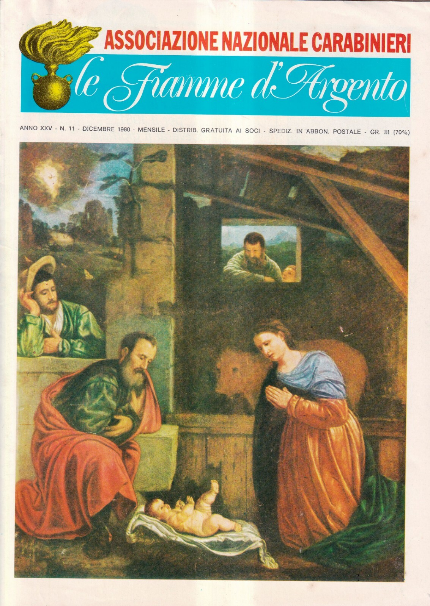 ASSOCIAZIONE NAZIONALE CARABINIERI
le Fiamme d'Argento
ANNO XXV - N. 11 - DICEMBRE 1980 - MENSILE - DISTRIB. GRATUITA AI SOCI - SPEDIZ. IN ABBON. POSTALE - GR. III (70%)